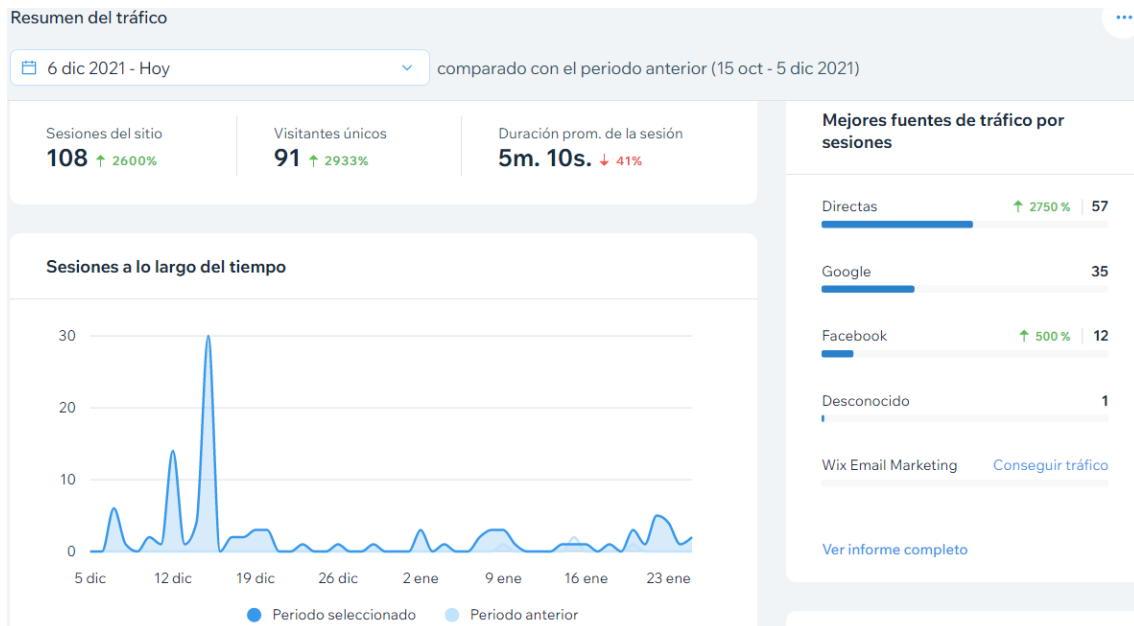 Resumen del tráfico
6 dic 2021 - Hoy
comparado con el periodo anterior (15 oct - 5 dic 2021)
Sesiones del sitio
108 ↑ 2600%
Visitantes únicos
91 ↑ 2933%
Duración prom. de la sesión
5m. 10s. ↓ 41%
Sesiones a lo largo del tiempo
30
20
10
0
5 dic 12 dic 19 dic 26 dic 2 ene 9 ene 16 ene 23 ene
Periodo seleccionado Periodo anterior
Mejores fuentes de tráfico por
sesiones
Directas ↑ 2750 % 57
Google 35
Facebook ↑ 500 % 12
Desconocido 1
Wix Email Marketing Conseguir tráfico
Ver informe completo